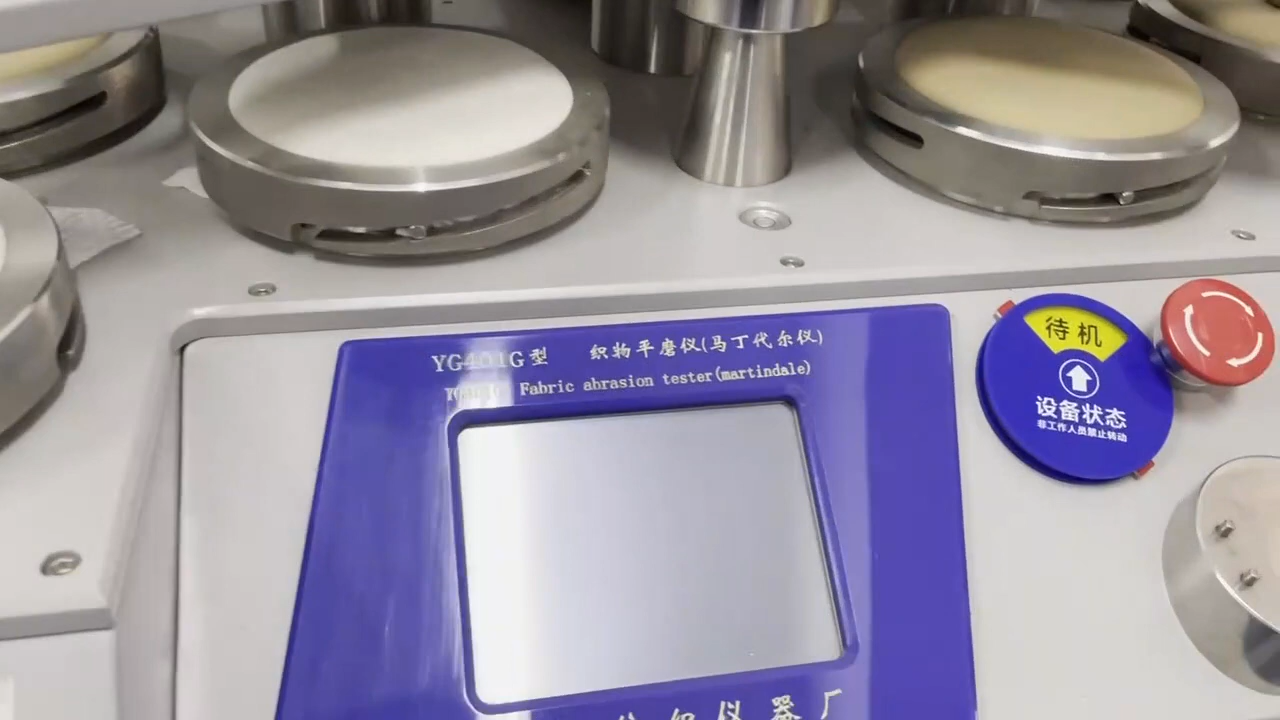 YG401G型 织物平磨仪(马丁代尔仪)
YG401G Fabric abrasion tester(martindale)
待机
设备状态
非工作人员禁止转动
仪器厂